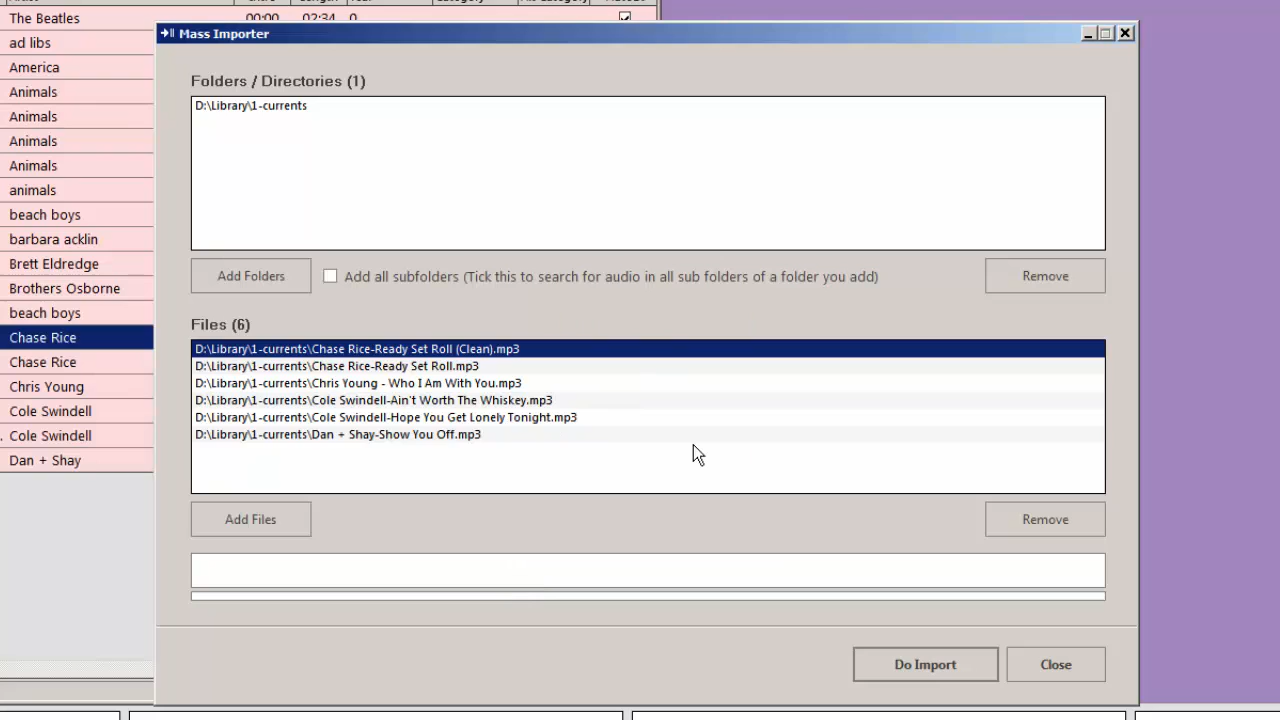 The Beatles 00:00 02:34 0
Mass Importer
ad libs
America
Animals
Animals
Animals
Animals
animals
beach boys
barbara acklin
Brett Eldredge
Brothers Osborne
beach boys
Chase Rice
Chase Rice
Chris Young
Cole Swindell
Cole Swindell
Dan + Shay
Folders / Directories (1)
D:\Library\1-currents
Add Folders
Add all subfolders (Tick this to search for audio in all sub folders of a folder you add)
Remove
Files (6)
D:\Library\1-currents\Chase Rice-Ready Set Roll (Clean).mp3
D:\Library\1-currents\Chase Rice-Ready Set Roll.mp3
D:\Library\1-currents\Chris Young - Who I Am With You.mp3
D:\Library\1-currents\Cole Swindell-Ain't Worth The Whiskey.mp3
D:\Library\1-currents\Cole Swindell-Hope You Get Lonely Tonight.mp3
D:\Library\1-currents\Dan + Shay-Show You Off.mp3
Add Files
Remove
Do Import
Close